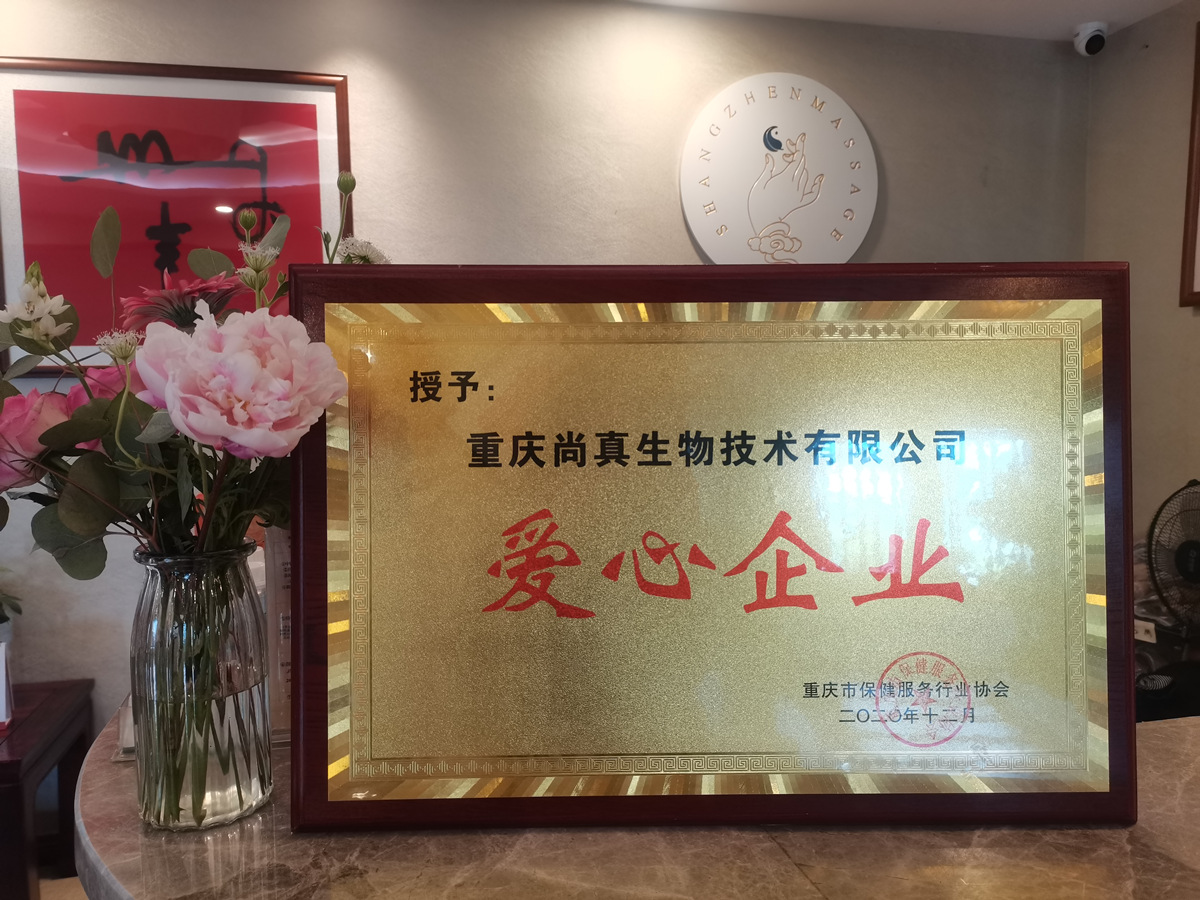 SHANGZHENMASSAGE
授予:
重庆尚真生物技术有限公司
爱心企业
重庆市保健服务行业协会
二〇二〇年十二月